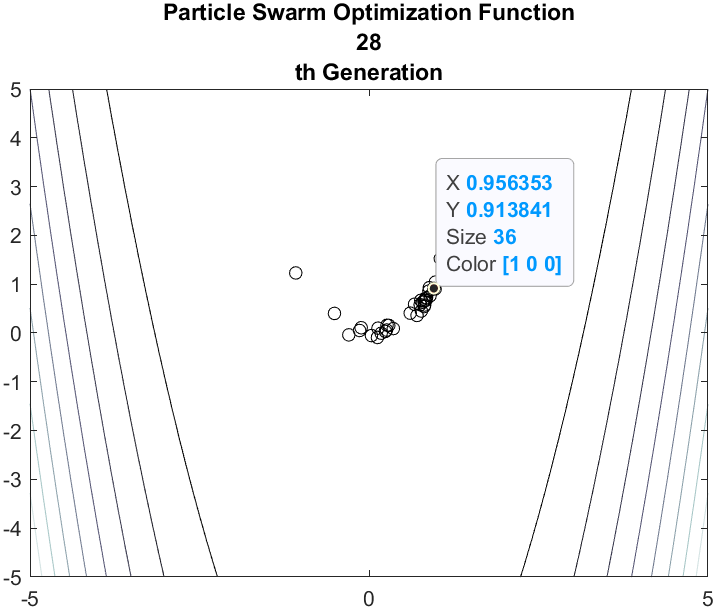 Particle Swarm Optimization Function
28
th Generation
5
4
3
2
1
0
-1
-2
-3
-4
-5
X 0.956353
Y 0.913841
Size 36
Color [1 0 0]
-5
0
5